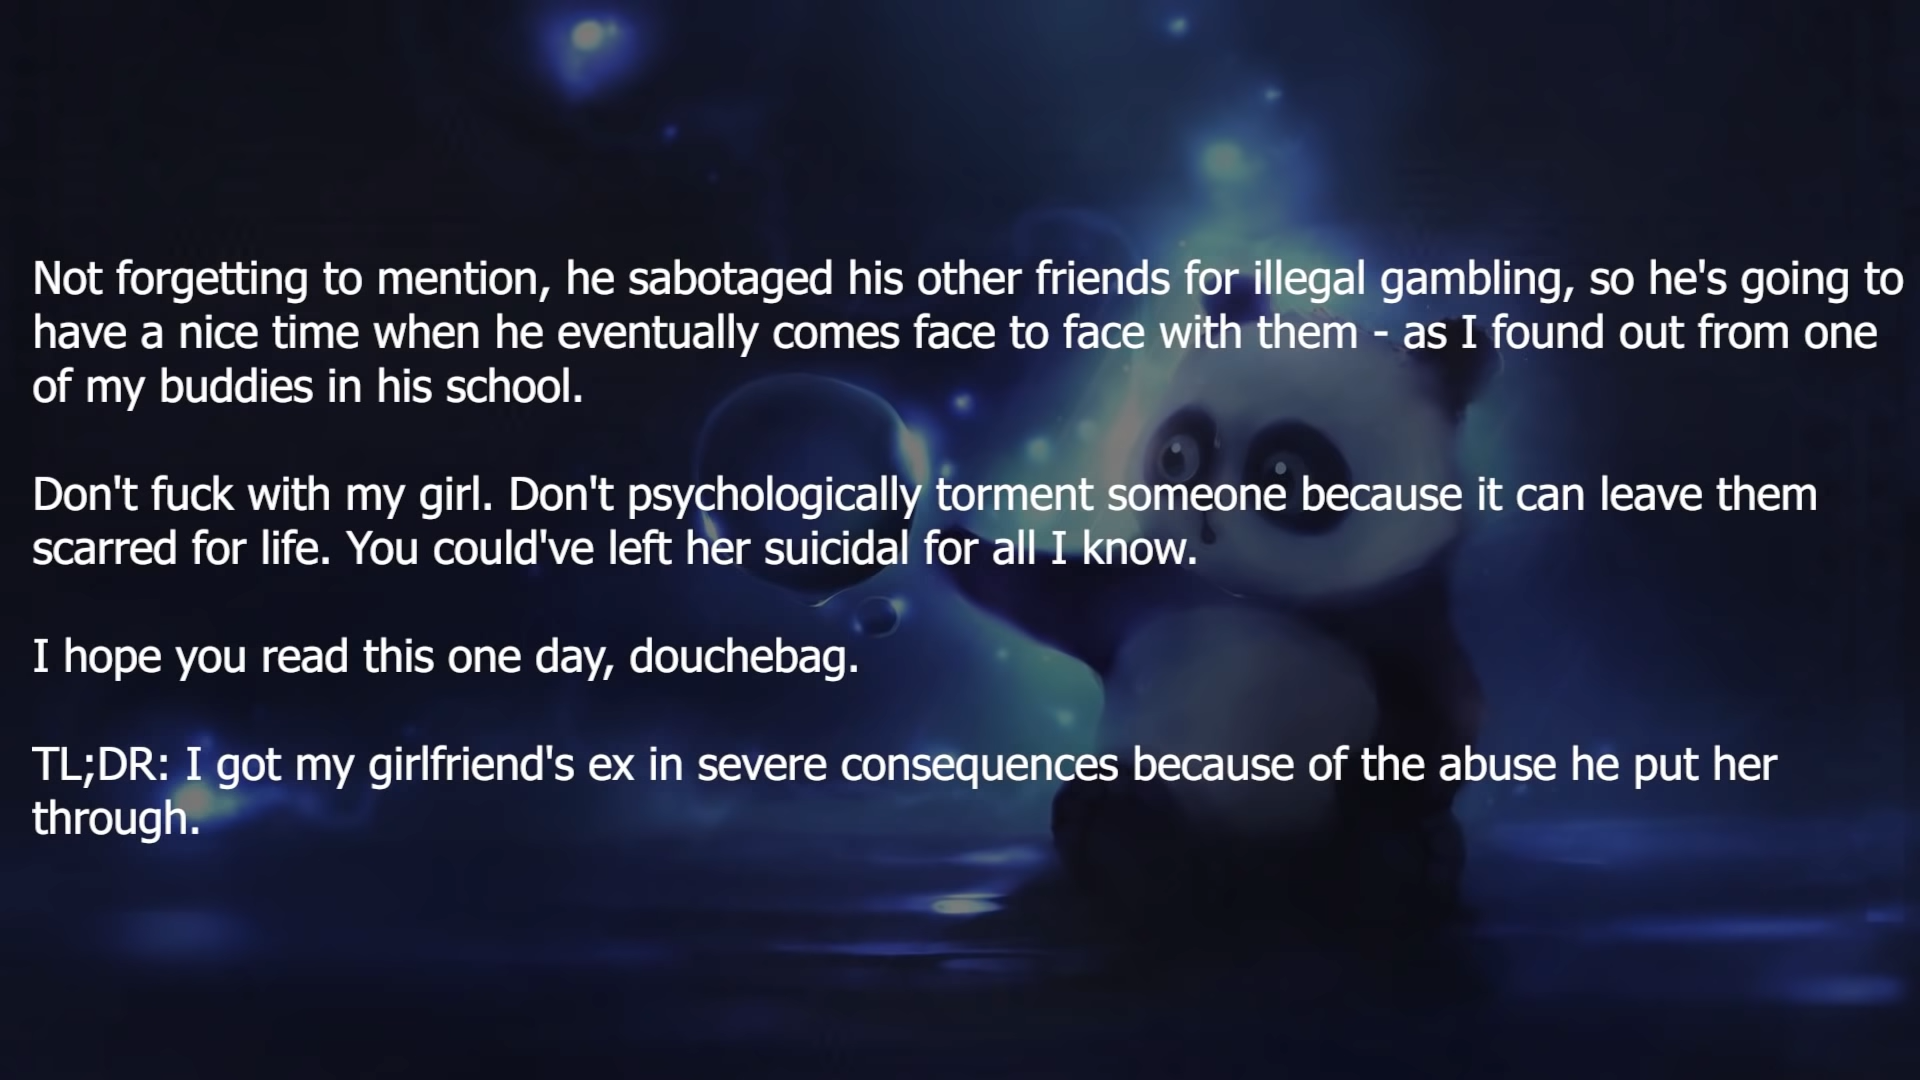 Not forgetting to mention, he sabotaged his other friends for illegal gambling, so he's going to
have a nice time when he eventually comes face to face with them - as I found out from one
of my buddies in his school.
Don't fuck with my girl. Don't psychologically torment someone because it can leave them
scarred for life. You could've left her suicidal for all I know.
I hope you read this one day, douchebag.
TL;DR: I got my girlfriend's ex in severe consequences because of the abuse he put her
through.